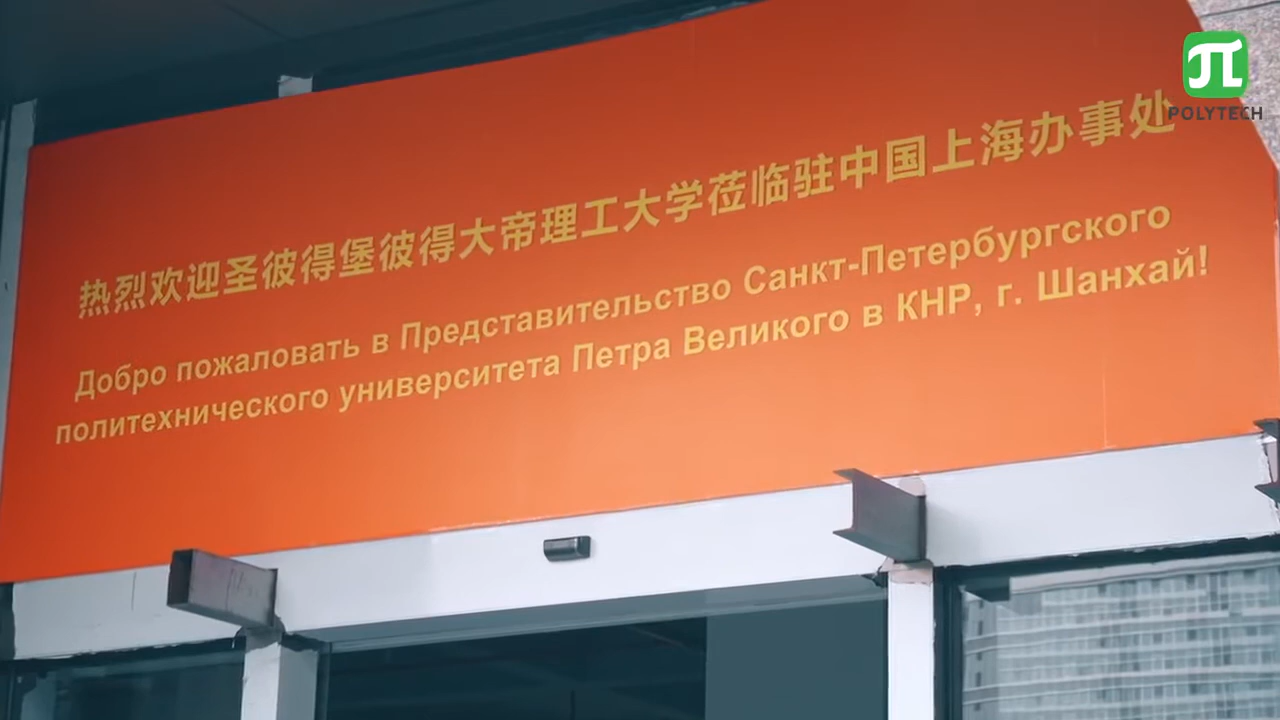 热烈欢迎圣彼得堡彼得大帝理工大学莅临驻中国上海办事处
Добро пожаловать в Представительство Санкт-Петербургского
политехнического университета Петра Великого в КНР, г. Шанхай!
POLYTECH